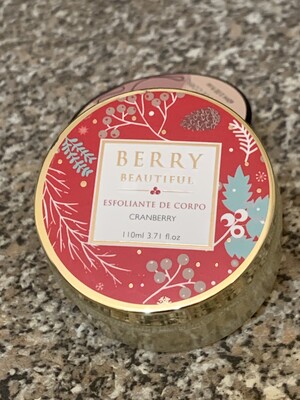 BERRY
BEAUTIFUL
ESFOLIANTE DE CORPO
CRANBERRY
110ml 3.71 fl.oz